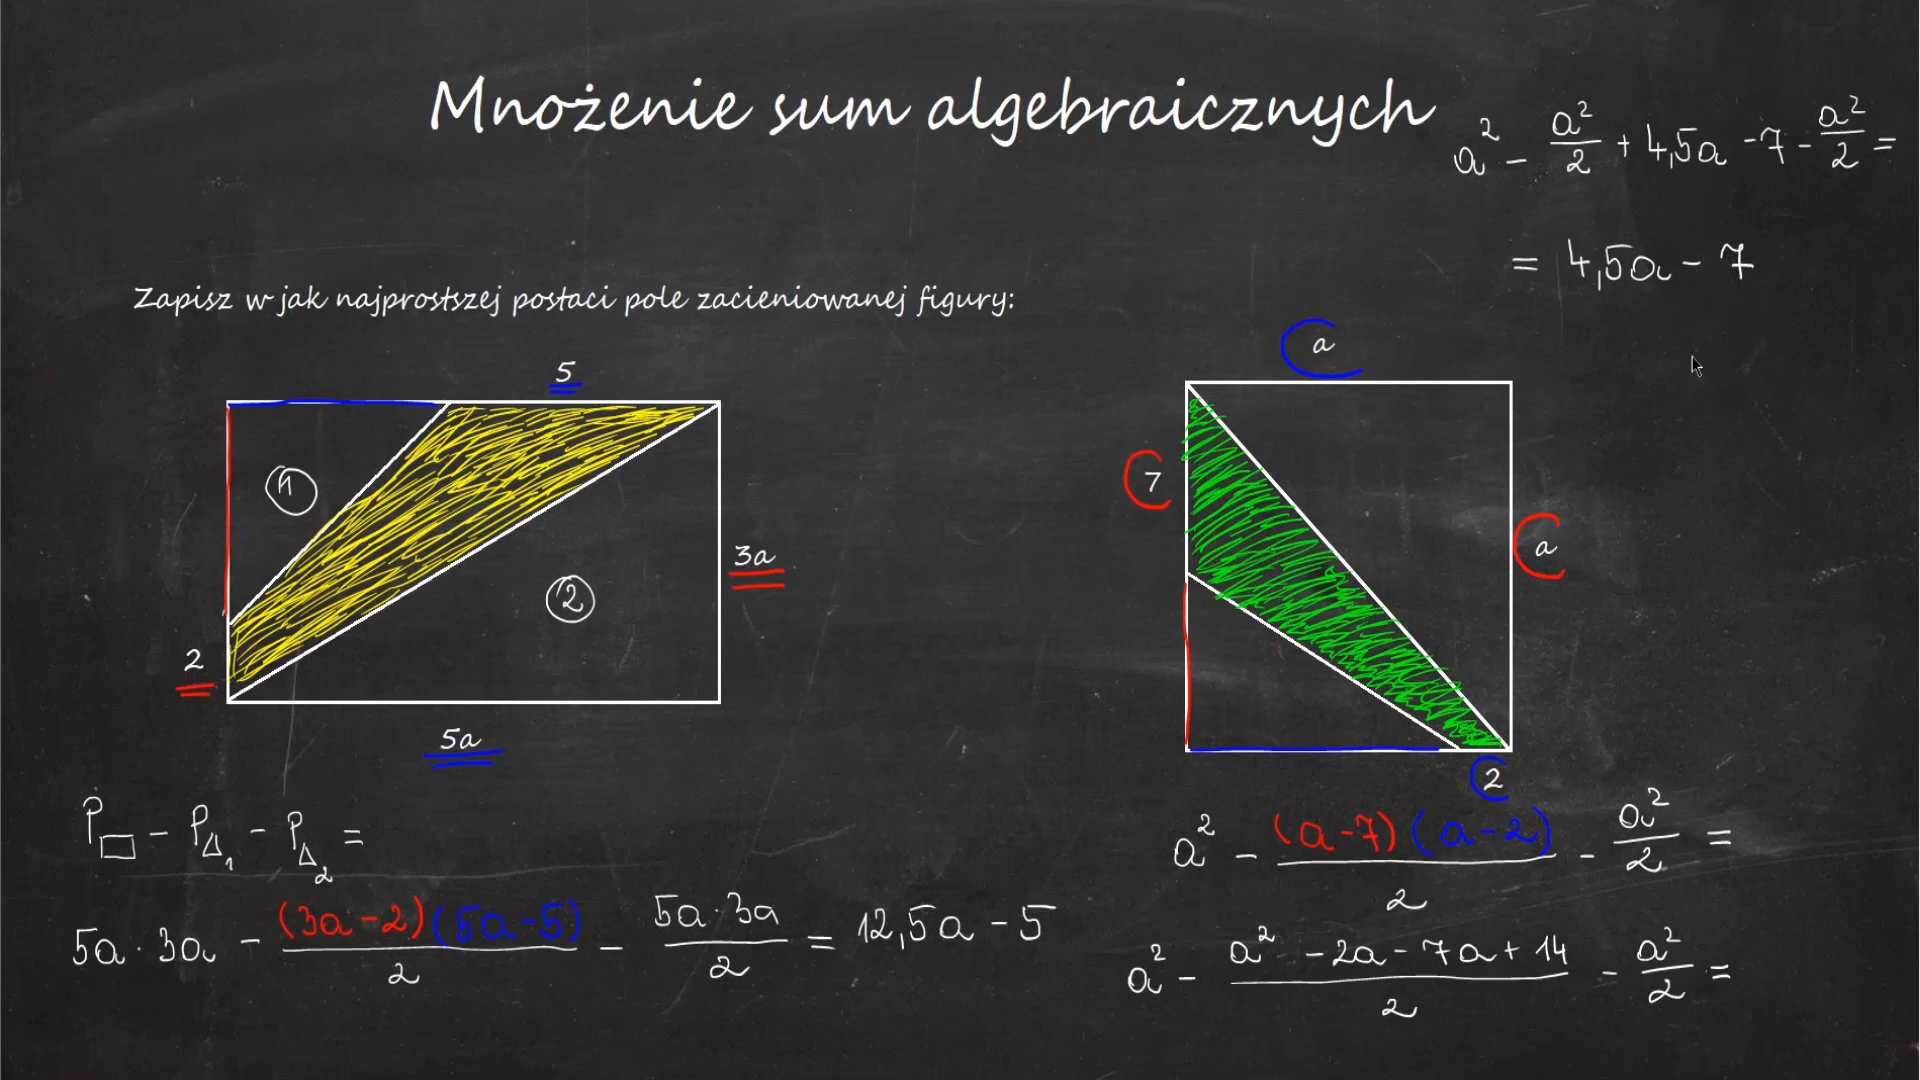 Mnożenie sum algebraicznych
a² - a²/2 + 4,5a - 7 - a²/2 =
= 4,5a - 7
Zapisz w jak najprostszej postaci pole zacieniowanej figury:
5
1
2
3a
2
5a
a
7
a
2
P□ - P△₁ - P△₂ =
5a · 3a - (3a-2)(5a-5)/2 - 5a·3a/2 = 12,5a - 5
a² - (a-7)(a-2)/2 - a²/2 =
a² - a² - 2a - 7a + 14/2 - a²/2 =